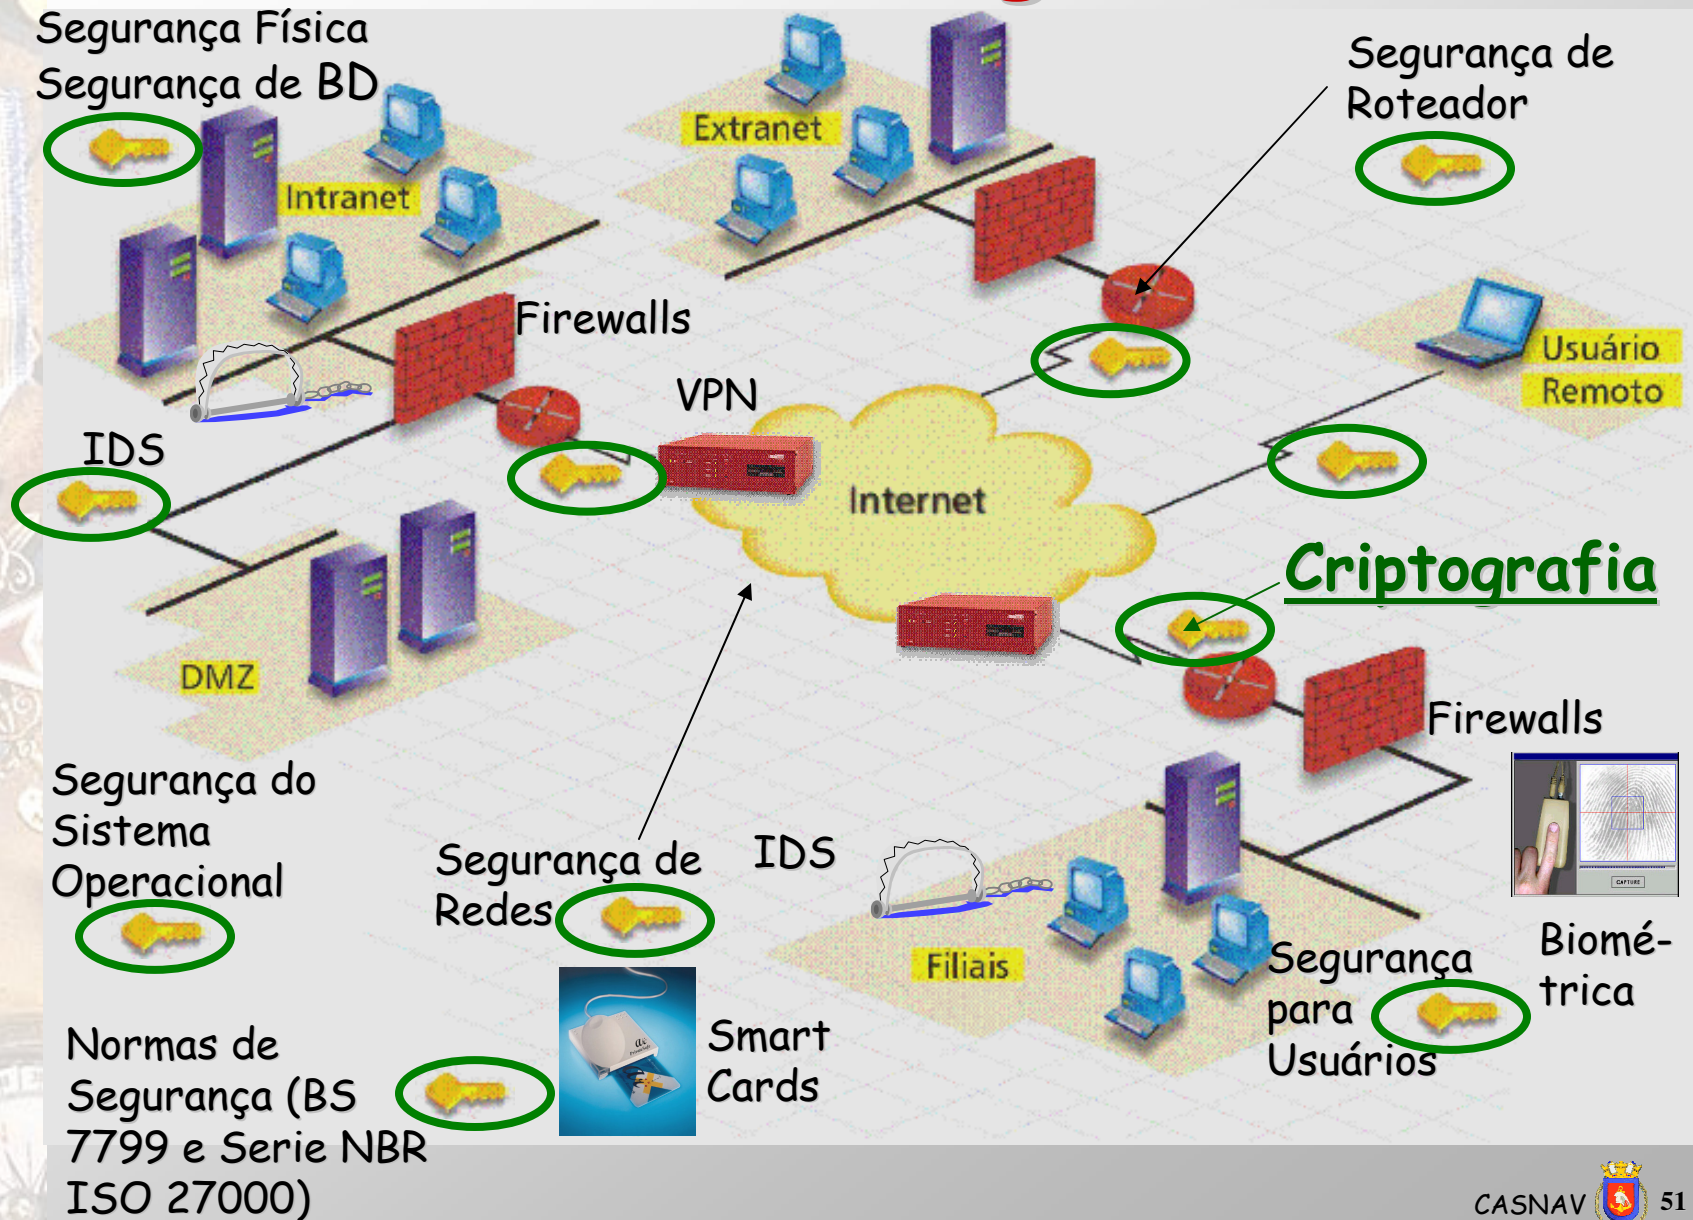 Segurança Física
Segurança de BD
Segurança de
Roteador
Extranet
Intranet
Firewalls
Usuário
Remoto
VPN
IDS
Internet
Criptografia
DMZ
Firewalls
Segurança do
Sistema
Operacional
CAPTURE
Segurança de
Redes
IDS
Filiais
Segurança
para
Usuários
Biomé-
trica
Smart
Cards
Normas de
Segurança (BS
7799 e Serie NBR
ISO 27000)
CASNAV
51